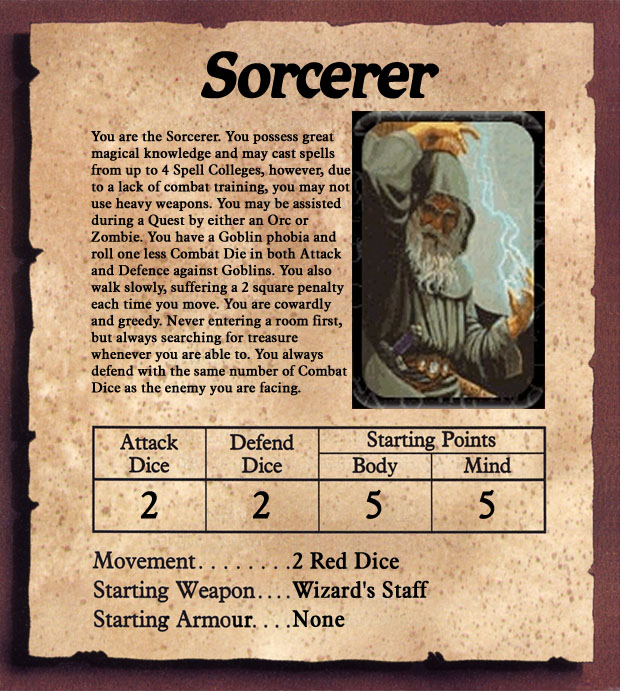 Sorcerer
You are the Sorcerer. You possess great
magical knowledge and may cast spells
from up to 4 Spell Colleges, however, due
to a lack of combat training, you may not
use heavy weapons. You may be assisted
during a Quest by either an Orc or
Zombie. You have a Goblin phobia and
roll one less Combat Die in both Attack
and Defence against Goblins. You also
walk slowly, suffering a 2 square penalty
each time you move. You are cowardly
and greedy. Never entering a room first,
but always searching for treasure
whenever you are able to. You always
defend with the same number of Combat
Dice as the enemy you are facing.
Attack Dice Defend Dice Starting Points
Body Mind
2 2 5 5
Movement........2 Red Dice
Starting Weapon....Wizard's Staff
Starting Armour....None